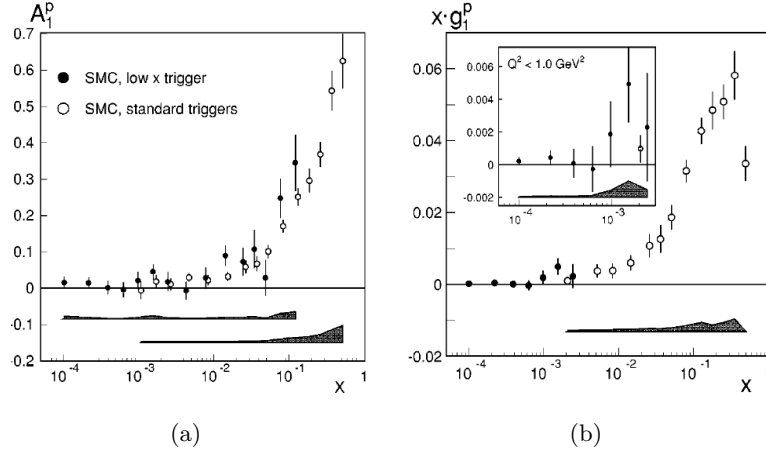 A₁ᵖ
0.7
0.6
0.5
0.4
0.3
0.2
0.1
0
-0.1
-0.2
SMC, low x trigger
SMC, standard triggers
10⁻⁴ 10⁻³ 10⁻² 10⁻¹ 1
X
(a)
x·g₁ᵖ
0.06
0.04
0.02
0
-0.02
Q² < 1.0 GeV²
0.006
0.004
0.002
0
-0.002
10⁻⁴ 10⁻³
10⁻⁴ 10⁻³ 10⁻² 10⁻¹ 1
X
(b)